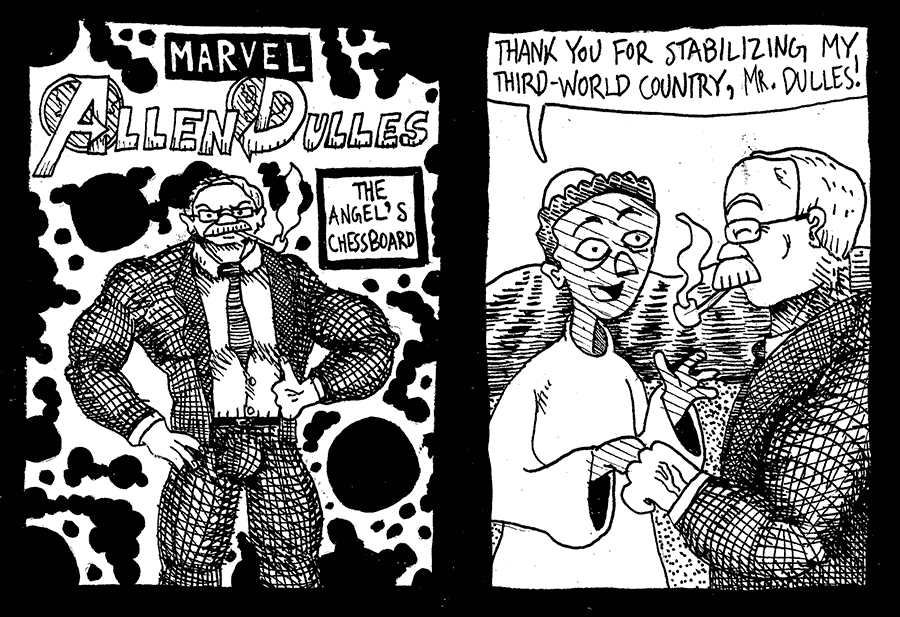 MARVEL
ALLEN DULLES
THE
ANGEL'S
CHESSBOARD
THANK YOU FOR STABILIZING MY
THIRD-WORLD COUNTRY, MR. DULLES!